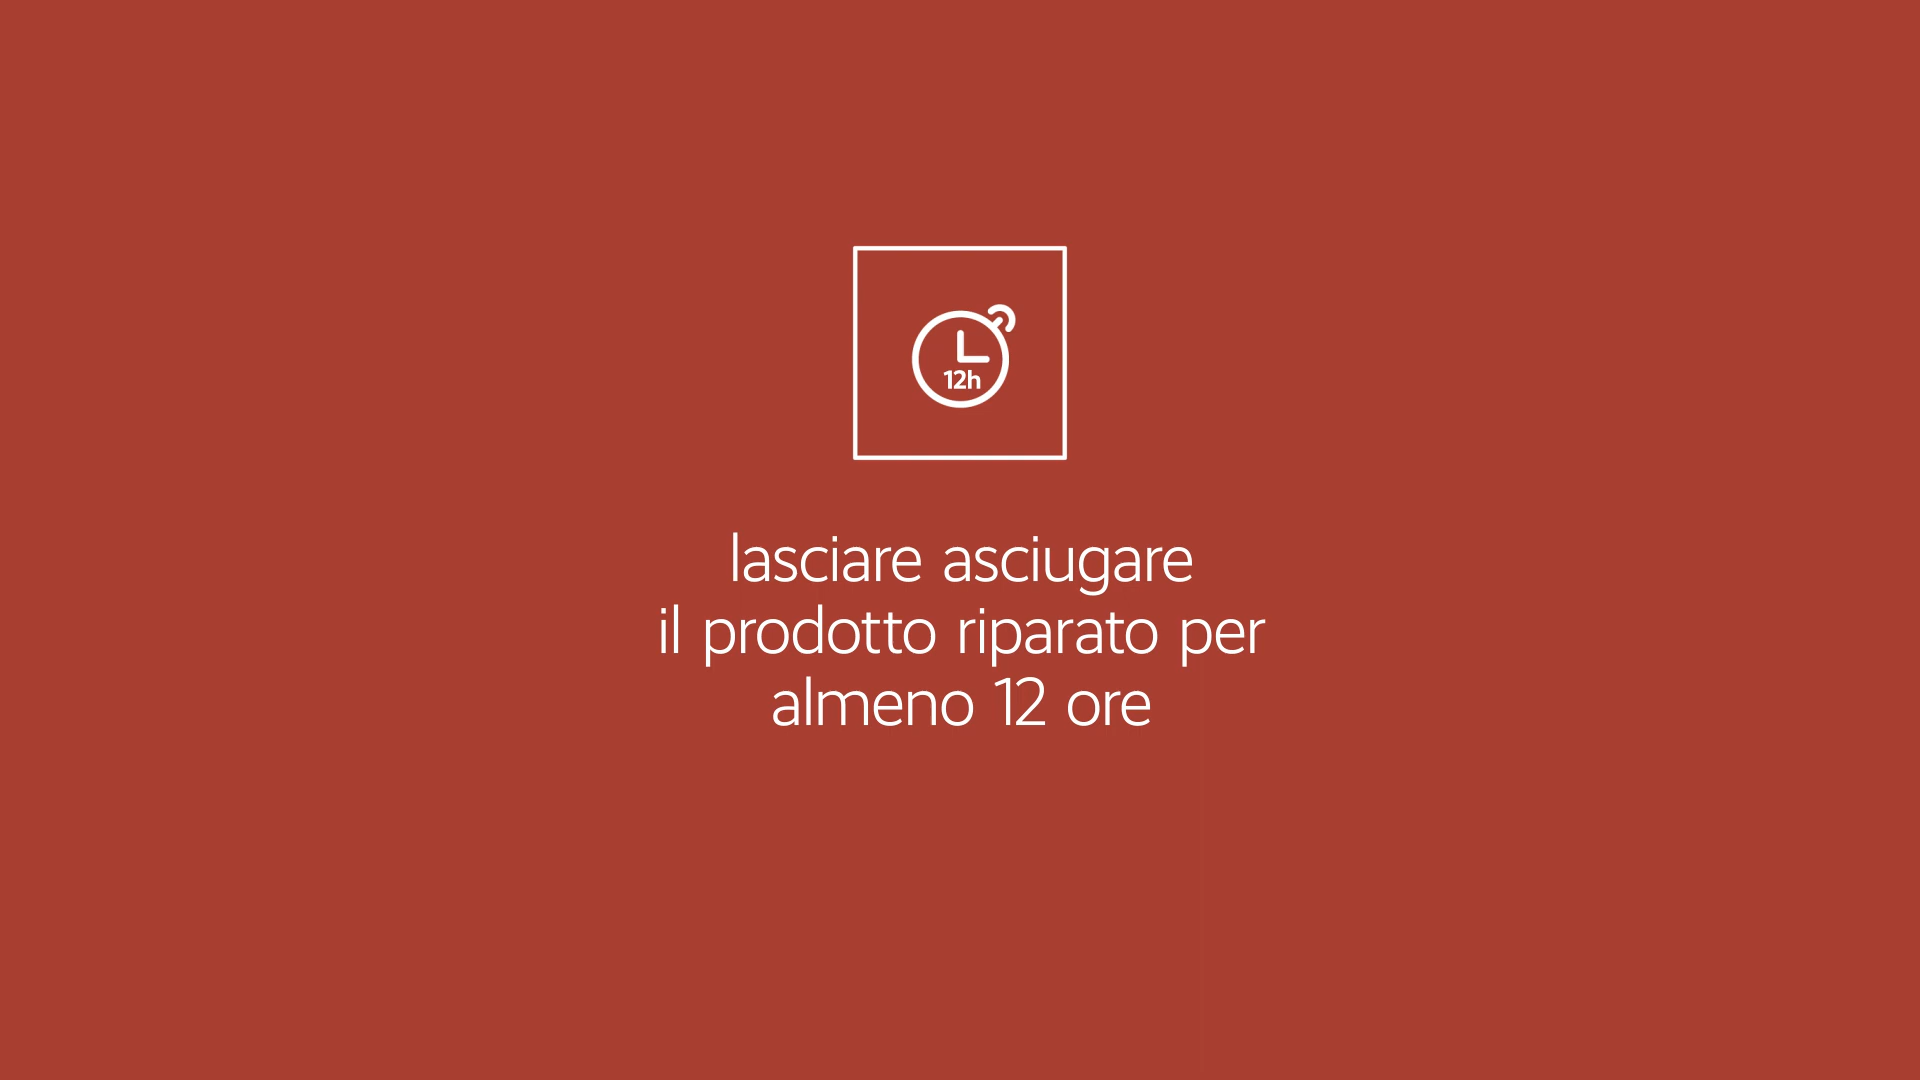 12h
lasciare asciugare
il prodotto riparato per
almeno 12 ore